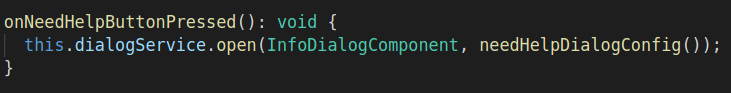 onNeedHelpButtonPressed(): void {
  this.dialogService.open(InfoDialogComponent, needHelpDialogConfig());
}